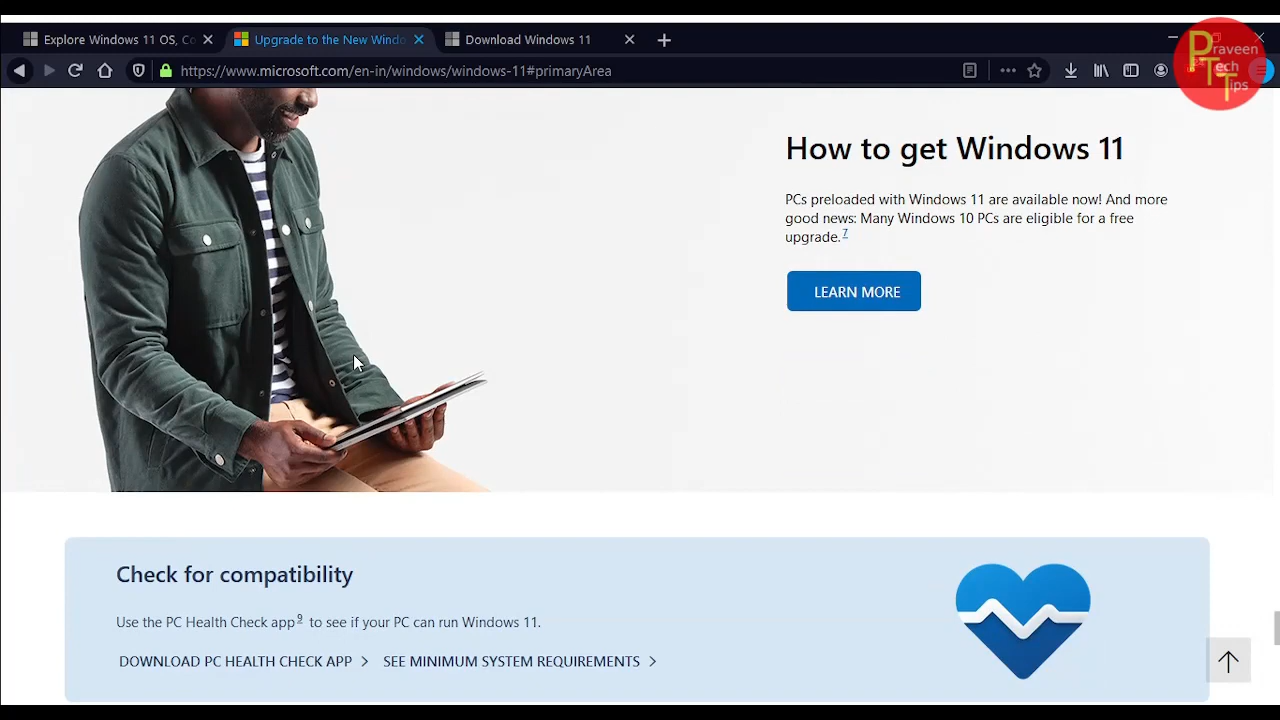 Explore Windows 11 OS, Co
Upgrade to the New Windo
Download Windows 11
https://www.microsoft.com/en-in/windows/windows-11#primaryArea
Praveen
Tech
Tips
How to get Windows 11
PCs preloaded with Windows 11 are available now! And more
good news: Many Windows 10 PCs are eligible for a free
upgrade. 7
LEARN MORE
Check for compatibility
Use the PC Health Check app 9 to see if your PC can run Windows 11.
DOWNLOAD PC HEALTH CHECK APP
SEE MINIMUM SYSTEM REQUIREMENTS